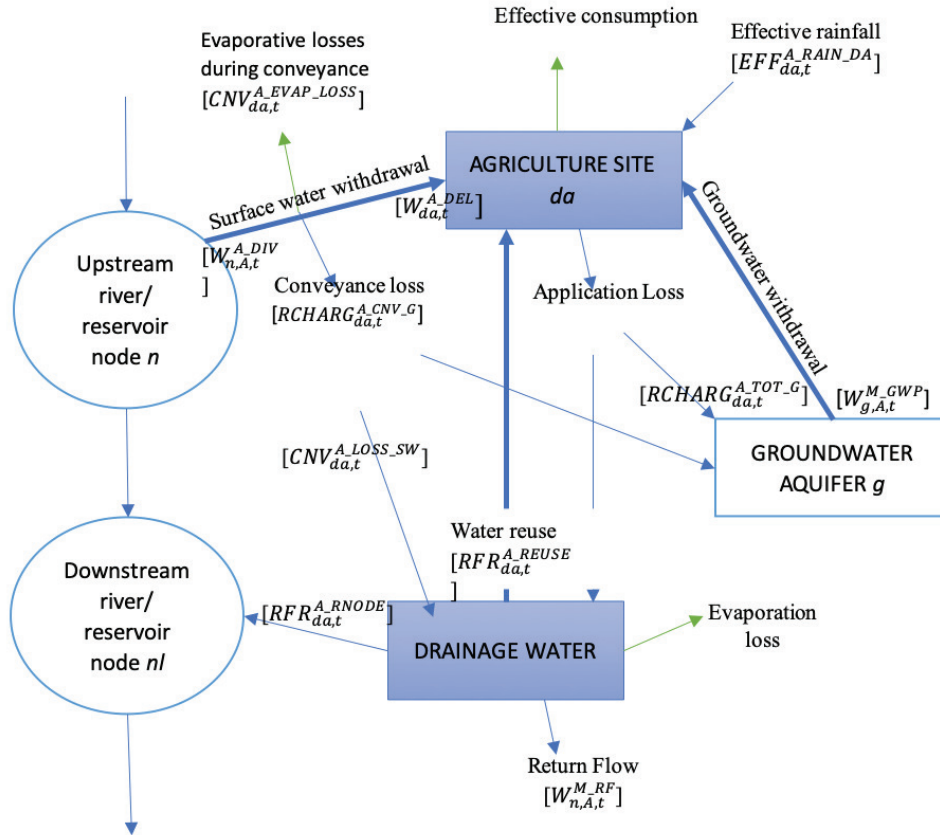 Effective consumption
Evaporative losses
during conveyance
[CNV_{da,t}^{A_EVAP_LOSS}]
Effective rainfall
[EFF_{da,t}^{A_RAIN_DA}]
Surface water withdrawal
AGRICULTURE SITE
da
[W_{da,t}^{A_DEL}]
Groundwater withdrawal
[W_{n,A,t}^{A_DIV}
]
Upstream
river/
reservoir
node n
Conveyance loss
[RCHARG_{da,t}^{A_CNV_G}]
Application Loss
[RCHARG_{da,t}^{A_TOT_G}]
[W_{g,A,t}^{M_GWP}]
GROUNDWATER
AQUIFER g
[CNV_{da,t}^{A_LOSS_SW}]
Water reuse
[RFR_{da,t}^{A_REUSE}
]
Downstream
river/
reservoir
node nl
[RFR_{da,t}^{A_RNODE}]
DRAINAGE WATER
Evaporation
loss
Return Flow
[W_{n,A,t}^{M_RF}]